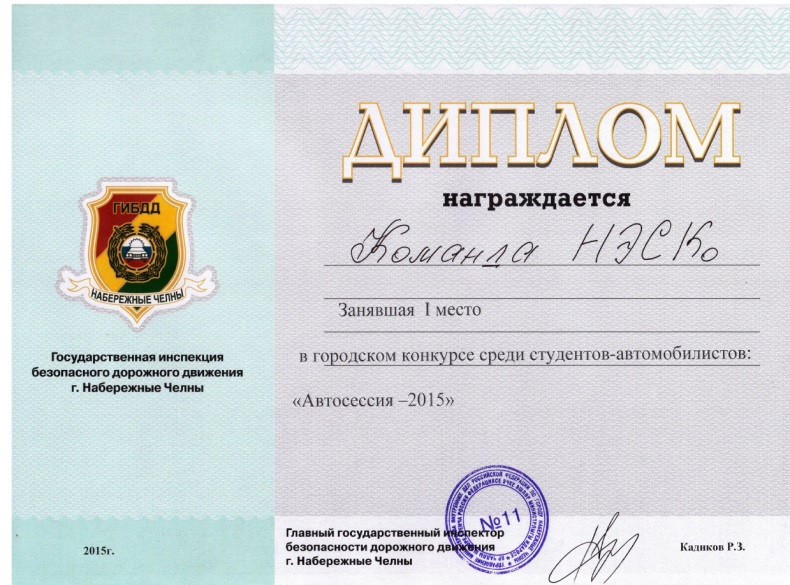 ГИБДД
НАБЕРЕЖНЫЕ ЧЕЛНЫ
Государственная инспекция
безопасного дорожного движения
г. Набережные Челны
2015г.
ДИПЛОМ
награждается
Команда НЭСКо
Занявшая I место
в городском конкурсе среди студентов-автомобилистов:
«Автосессия –2015»
№11
Главный государственный инспектор
безопасности дорожного движения
г. Набережные Челны
Кадиков Р.З.